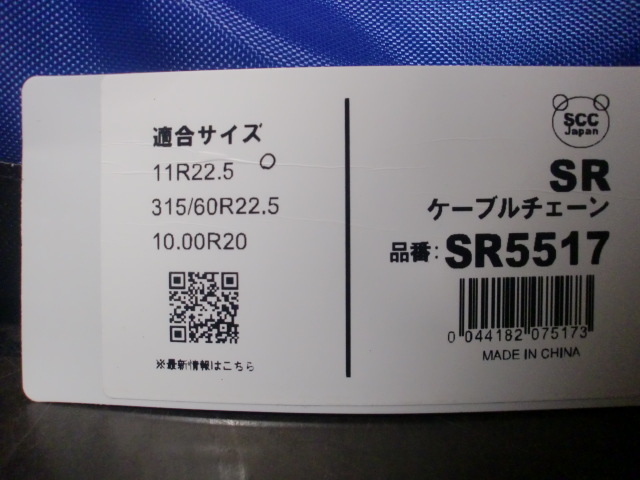 適合サイズ
11R22.5
315/60R22.5
10.00R20
※最新情報はこちら
SCC
Japan
SR
ケーブルチェーン
品番:SR5517
0 044182 075173
MADE IN CHINA